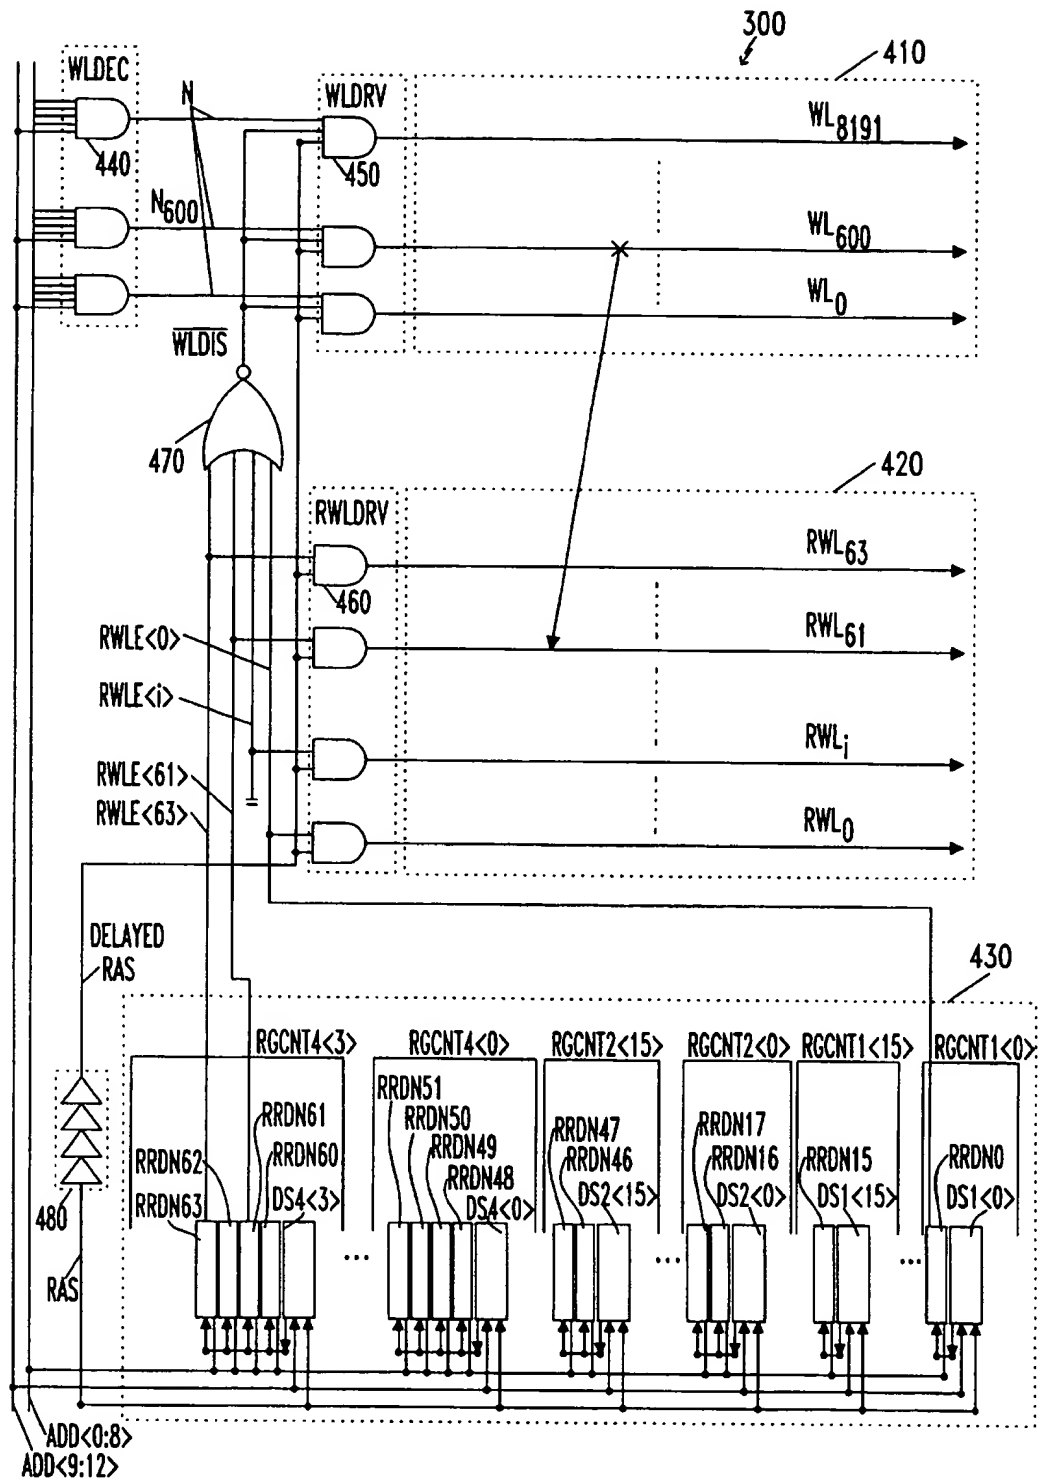 300
410
WLDEC
N
WLDRV
WL8191
440
450
N600
WL600
WL0
WLDIS
470
420
RWLDRV
RWL63
460
RWLE<0>
RWL61
RWLE<i>
RWLi
RWLE<61>
RWLE<63>
RWL0
DELAYED
RAS
430
RGCNT4<3>
RGCNT4<0>
RGCNT2<15>
RGCNT2<0>
RGCNT1<15>
RGCNT1<0>
RRDN51
RRDN61
RRDN50
RRDN47
RRDN17
RRDN60
RRDN49
RRDN62
RRDN46
RRDN16
RRDN15
RRDN0
RRDN48
RRDN63
DS4<3>
DS4<0>
DS2<15>
DS2<0>
DS1<15>
DS1<0>
480
RAS
...
...
...
ADD<0:8>
ADD<9:12>